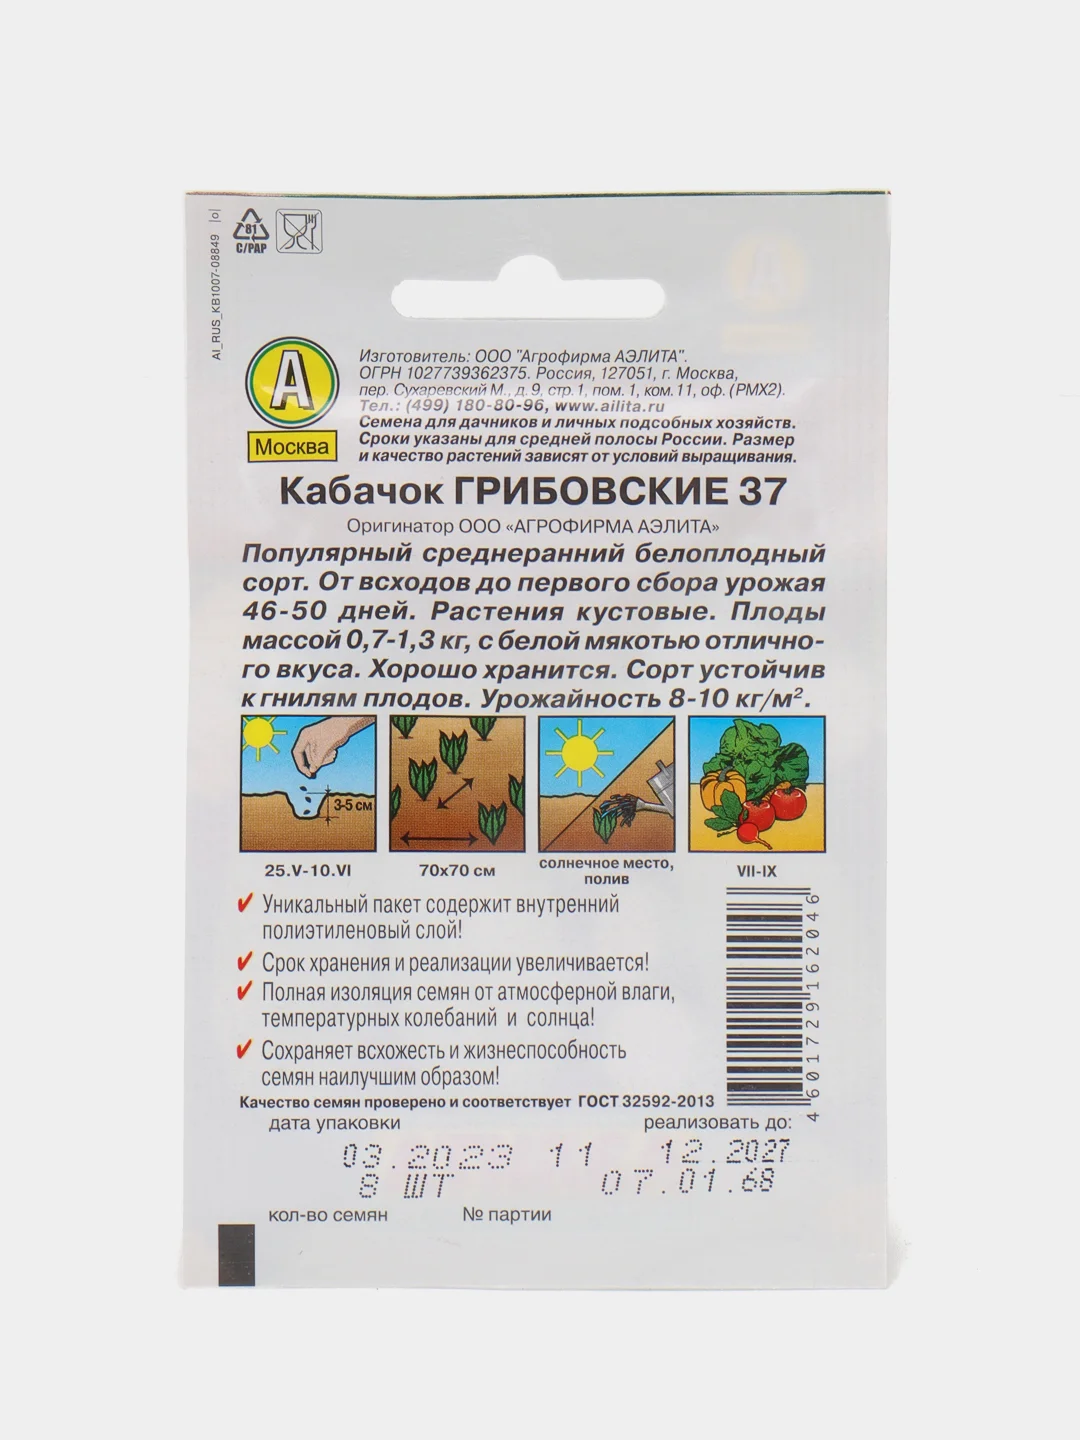 AI_RUS_KB1007-08849 |o|
81
C/PAP
А
Москва
Изготовитель: ООО "Агрофирма АЭЛИТА".
ОГРН 1027739362375. Россия, 127051, г. Москва,
пер. Сухаревский М., д. 9, стр. 1, пом. 1, ком. 11, оф. (РМХ2).
Тел.: (499) 180-80-96, www.ailita.ru
Семена для дачников и личных подсобных хозяйств.
Сроки указаны для средней полосы России. Размер
и качество растений зависят от условий выращивания.
Кабачок ГРИБОВСКИЕ 37
Оригинатор ООО «АГРОФИРМА АЭЛИТА»
Популярный среднеранний белоплодный
сорт. От всходов до первого сбора урожая
46-50 дней. Растения кустовые. Плоды
массой 0,7-1,3 кг, с белой мякотью отлично-
го вкуса. Хорошо хранится. Сорт устойчив
к гнилям плодов. Урожайность 8-10 кг/м².
3-5 см
25.V-10.VI
70х70 см
солнечное место,
полив
VII-IX
Уникальный пакет содержит внутренний
полиэтиленовый слой!
Срок хранения и реализации увеличивается!
Полная изоляция семян от атмосферной влаги,
температурных колебаний и солнца!
Сохраняет всхожесть и жизнеспособность
семян наилучшим образом!
4601729162046
Качество семян проверено и соответствует ГОСТ 32592-2013
дата упаковки
реализовать до:
03.2023 11 12.2027
8 ШТ 07.01.68
кол-во семян
№ партии